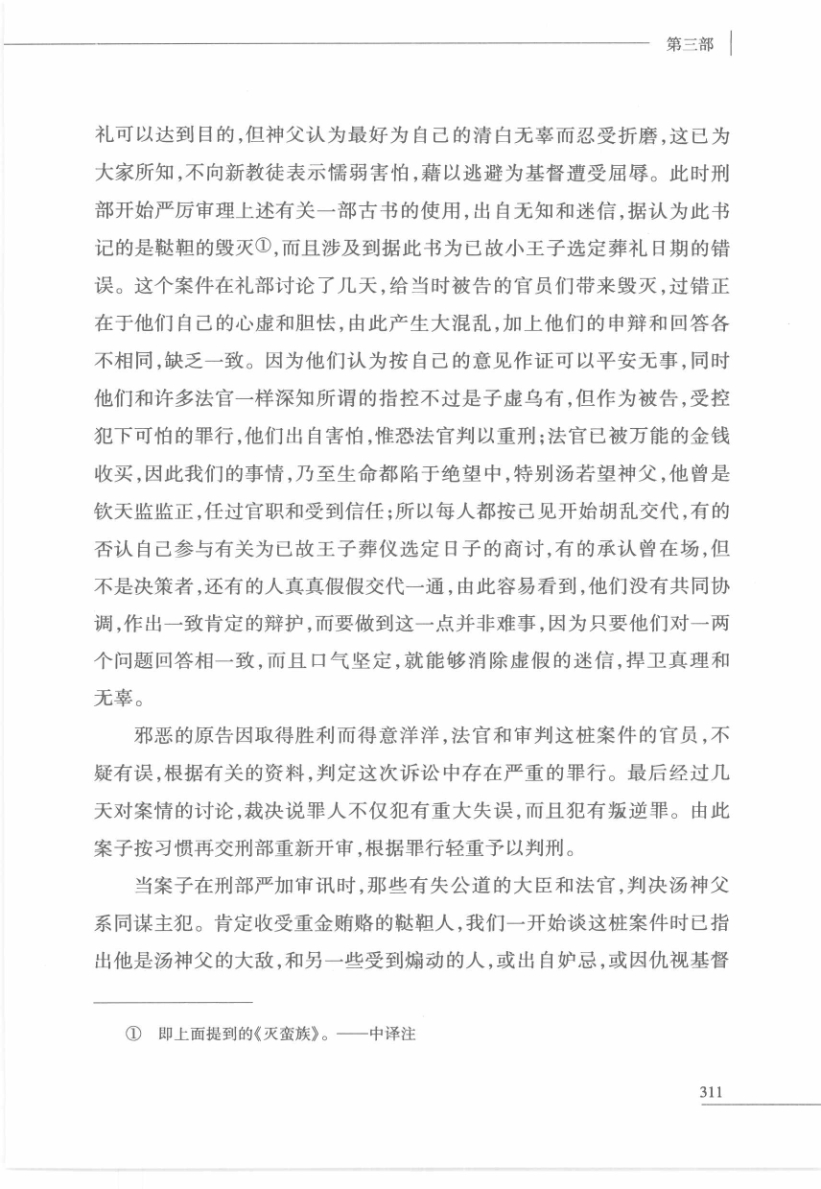 第三部
礼可以达到目的,但神父认为最好为自己的清白无辜而忍受折磨,这已为
大家所知,不向新教徒表示懦弱害怕,藉以逃避为基督遭受屈辱。此时刑
部开始严厉审理上述有关一部古书的使用,出自无知和迷信,据认为此书
记的是鞑靼的毁灭①,而且涉及到据此书为已故小王子选定葬礼日期的错
误。这个案件在礼部讨论了几天,给当时被告的官员们带来毁灭,过错正
在于他们自己的心虚和胆怯,由此产生大混乱,加上他们的申辩和回答各
不相同,缺乏一致。因为他们认为按自己的意见作证可以平安无事,同时
他们和许多法官一样深知所谓的指控不过是子虚乌有,但作为被告,受控
犯下可怕的罪行,他们出自害怕,惟恐法官判以重刑;法官已被万能的金钱
收买,因此我们的事情,乃至生命都陷于绝望中,特别汤若望神父,他曾是
钦天监监正,任过官职和受到信任;所以每人都按己见开始胡乱交代,有的
否认自己参与有关为已故王子葬仪选定日子的商讨,有的承认曾在场,但
不是决策者,还有的人真真假假交代一通,由此容易看到,他们没有共同协
调,作出一致肯定的辩护,而要做到这一点并非难事,因为只要他们对一两
个问题回答相一致,而且口气坚定,就能够消除虚假的迷信,捍卫真理和
无辜。
邪恶的原告因取得胜利而得意洋洋,法官和审判这桩案件的官员,不
疑有误,根据有关的资料,判定这次诉讼中存在严重的罪行。最后经过几
天对案情的讨论,裁决说罪人不仅犯有重大失误,而且犯有叛逆罪。由此
案子按习惯再交刑部重新开审,根据罪行轻重予以判刑。
当案子在刑部严加审讯时,那些有失公道的大臣和法官,判决汤神父
系同谋主犯。肯定收受重金贿赂的鞑靼人,我们一开始谈这桩案件时已指
出他是汤神父的大敌,和另一些受到煽动的人,或出自妒忌,或因仇视基督
① 即上面提到的《灭蛮族》。——中译注
311